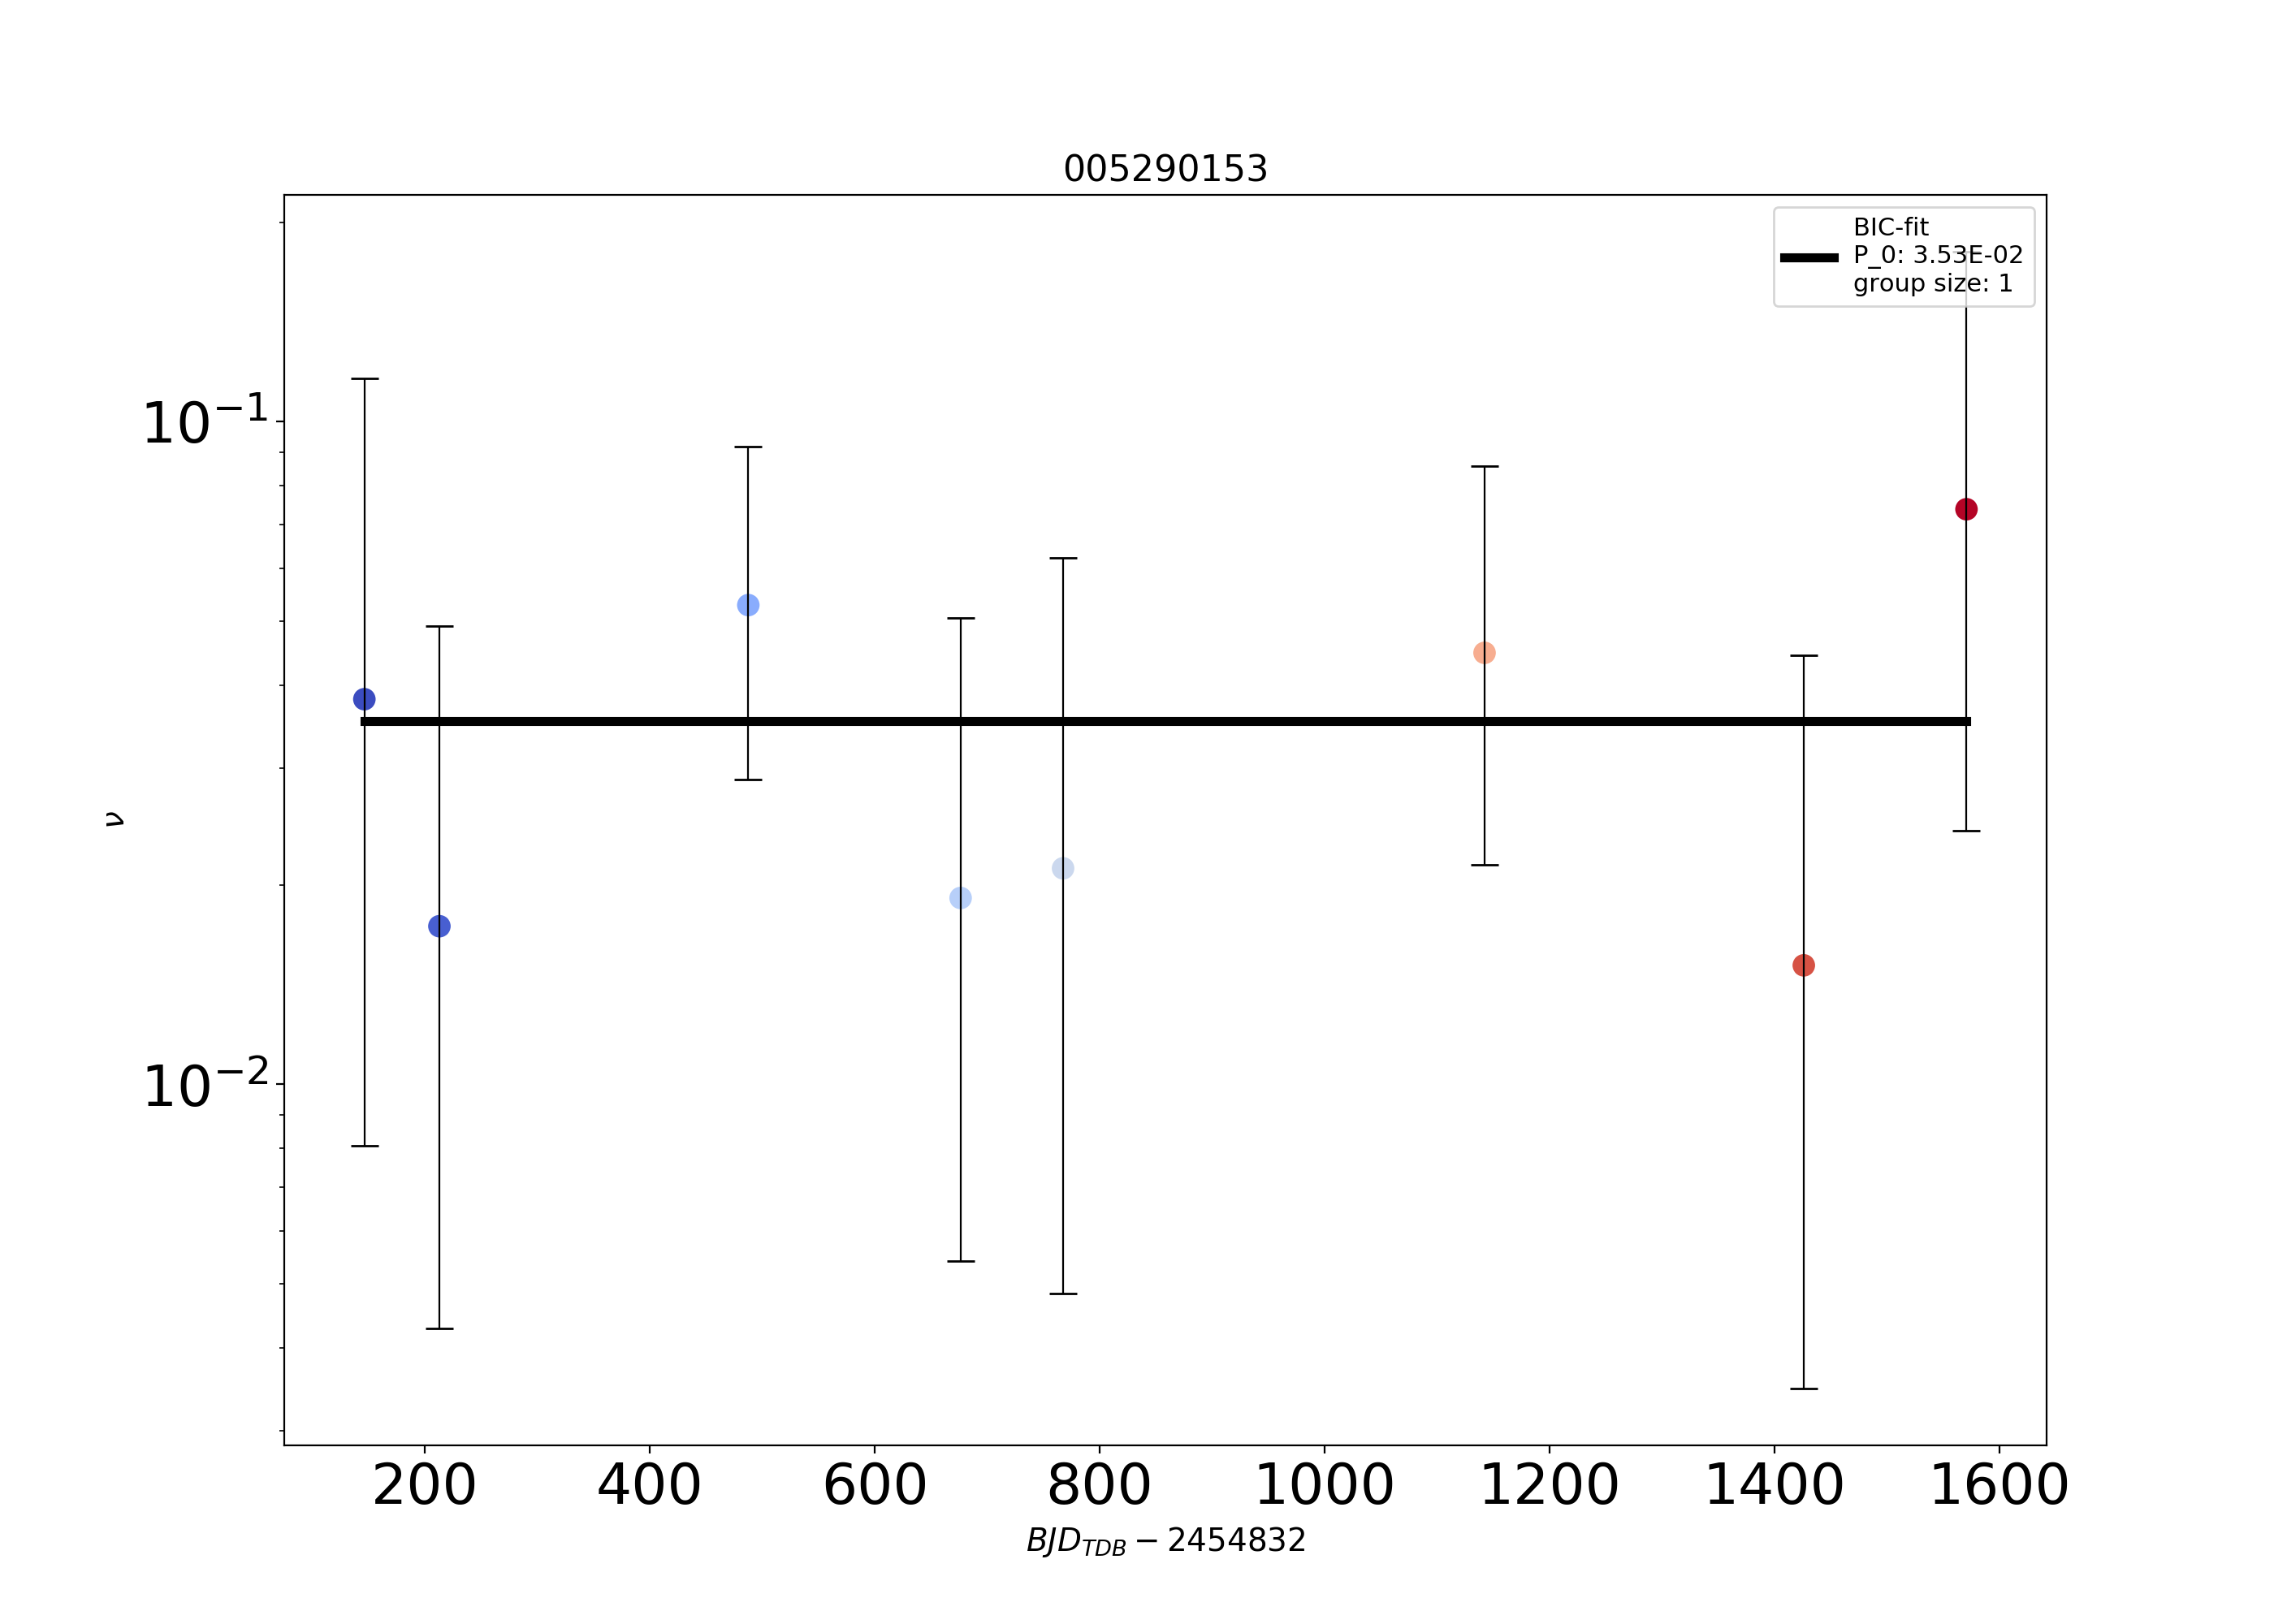 005290153
BIC-fit
P_0: 3.53E-02
group size: 1
10⁻¹
10⁻²
ν
200 400 600 800 1000 1200 1400 1600
BJD_TDB − 2454832